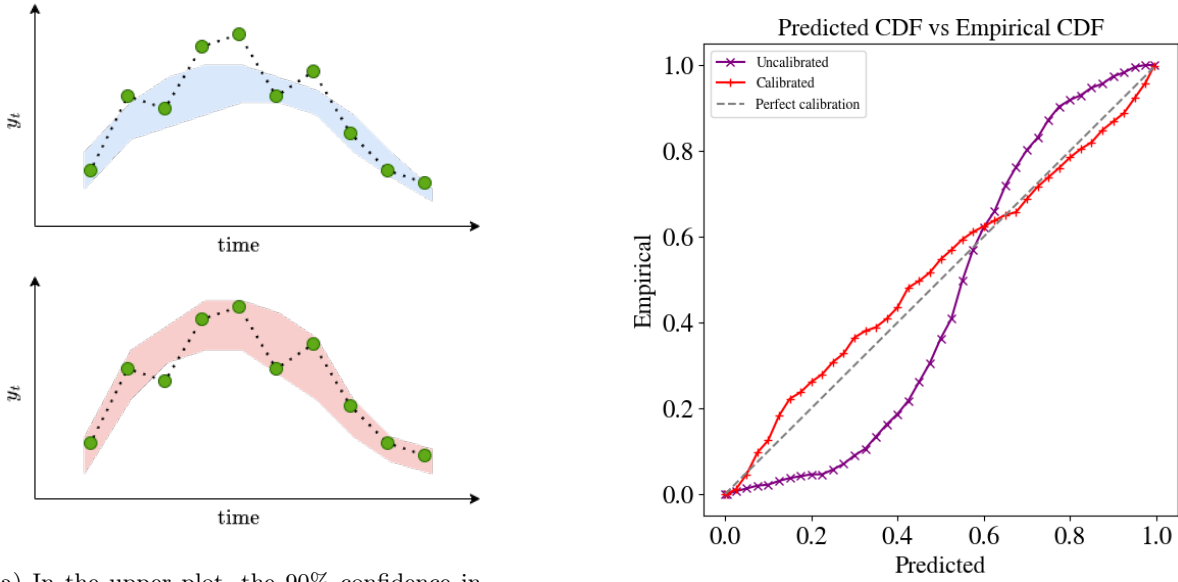 y_t
time
y_t
time
a) In the upper plot, the 90% confidence in
Predicted CDF vs Empirical CDF
Uncalibrated
Calibrated
Perfect calibration
1.0
0.8
0.6
0.4
0.2
0.0
Empirical
0.0 0.2 0.4 0.6 0.8 1.0
Predicted